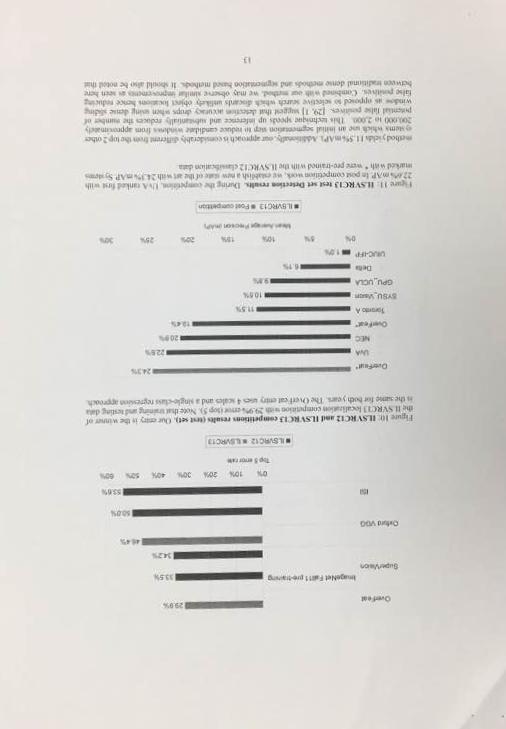 OverFeat 29.9%
ImageNet Fall11 pre-training 33.5%
SuperVision 34.2%
46.4%
Oxford VGG 50.0%
ISI 53.6%
0% 10% 20% 30% 40% 50% 60%
Top 5 error rate
■ ILSVRC12 ■ ILSVRC13
Figure 10: ILSVRC12 and ILSVRC13 competitions results (test set). Our entry is the winner of
the ILSVRC13 localization competition with 29.9% error (top 5). Note that training and testing data
is the same for both years. The OverFeat entry uses 4 scales and a single-class regression approach.
OverFeat* 24.3%
UvA 22.6%
NEC 20.9%
OverFeat* 19.4%
Toronto A 11.5%
SYSU_Vision 10.5%
GPU_UCLA 9.8%
Delta 6.1%
UIUC-IFP 1.0%
0% 5% 10% 15% 20% 25% 30%
Mean Average Precision (mAP)
■ ILSVRC13 ■ Post competition
Figure 11: ILSVRC13 test set Detection results. During the competition, UvA ranked first with
22.6% mAP. In post competition work, we establish a new state of the art with 24.3% mAP. Systems
marked with * were pre-trained with the ILSVRC12 classification data.
method yields 11.5% mAP). Additionally, our approach is considerably different from the top 2 other
systems which use an initial segmentation step to reduce candidate windows from approximately
200,000 to 2,000. This technique speeds up inference and substantially reduces the number of
potential false positives. [29, 1] suggest that detection accuracy drops when using dense sliding
window as opposed to selective search which discards unlikely object locations hence reducing
false positives. Combined with our method, we may observe similar improvements as seen here
between traditional dense methods and segmentation based methods. It should also be noted that
13